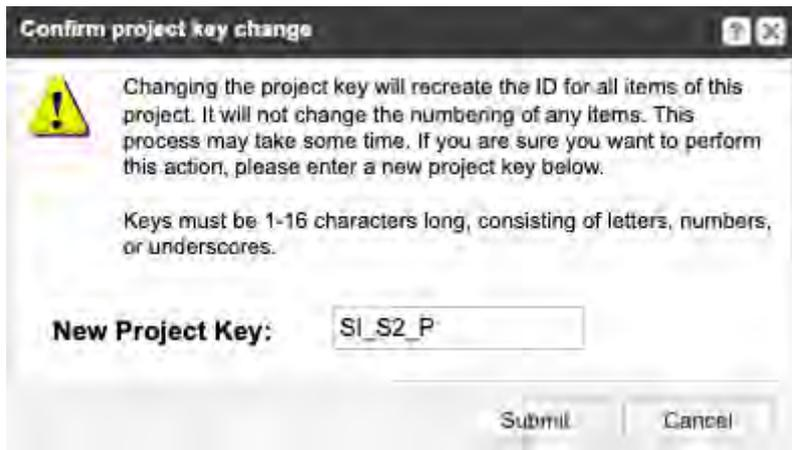 Confirm project key change
Changing the project key will recreate the ID for all items of this
project. It will not change the numbering of any items. This
process may take some time. If you are sure you want to perform
this action, please enter a new project key below.
Keys must be 1-16 characters long, consisting of letters, numbers,
or underscores.
New Project Key: SI_S2_P
Submit Cancel